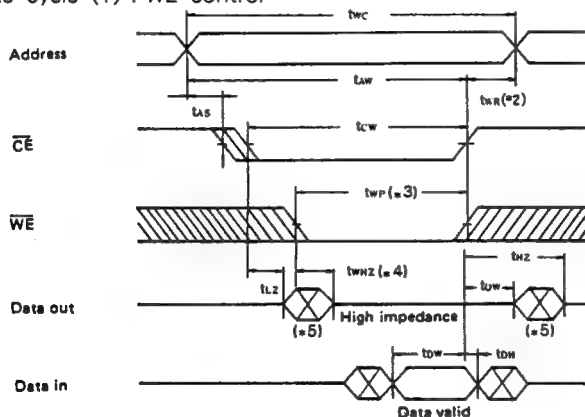 (1) : WE control
tWC
Address
tAW
tAS
tWR (*2)
CE
tCW
tWP (*3)
WE
tHZ
tLZ
tWHZ (*4)
tOW
Data out
(*5)
High impedance
(*5)
tDW
tDH
Data in
Data valid